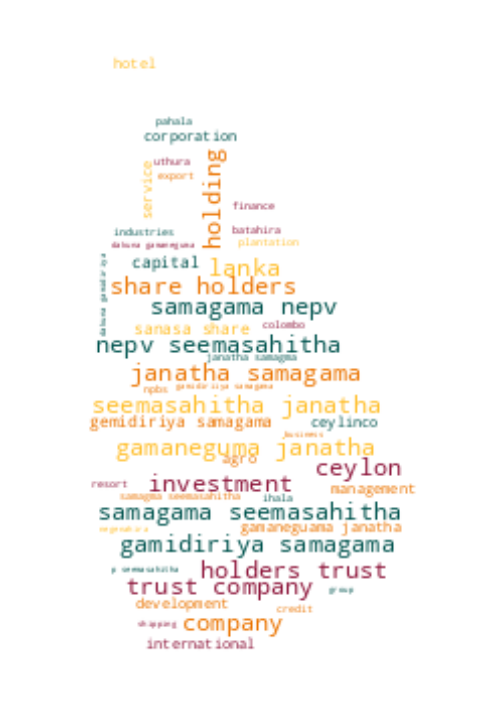 hotel
pahala
corporation
uthura
service
export
holding
finance
industries
batahira
dakuna gamaneguma
plantation
dakuna gamidiriya
capital
lanka
share holders
samagama nepv
sanasa share
colombo
nepv seemasahitha
janatha samagma
janatha samagama
npbs
gamidiriya samagama
seemasahitha janatha
gemidiriya samagama
ceylinco
business
gamaneguma janatha
agro
ceylon
resort
investment
management
samagma seemasahitha
ihala
samagama seemasahitha
gamaneguama janatha
gamidiriya samagama
p seemasahitha
holders trust
trust company
group
development
credit
shipping
company
international